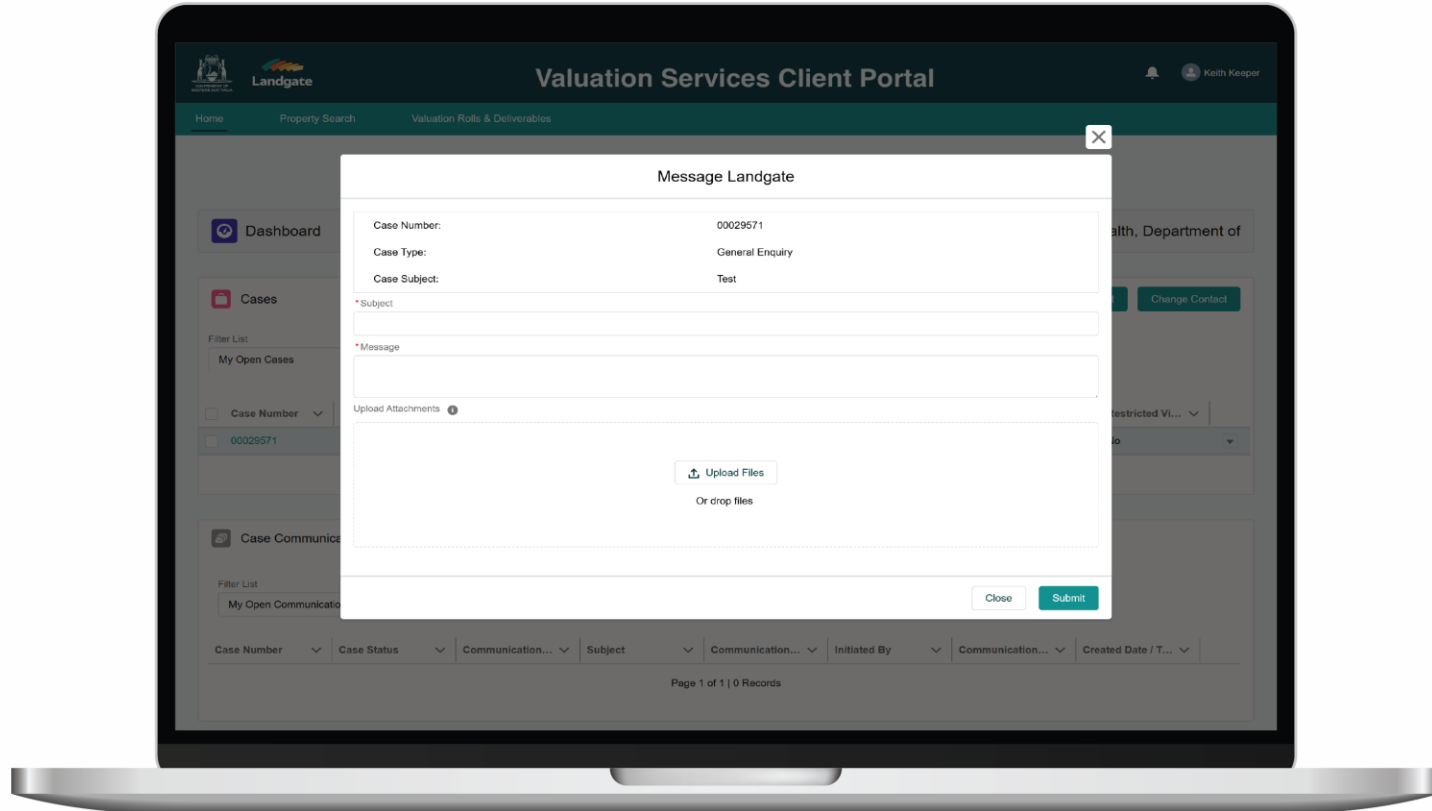 Landgate
Valuation Services Client Portal
Keith Keeper
Home Property Search Valuation Rolls & Deliverables
Message Landgate
Case Number: 00029571
Case Type: General Enquiry
Case Subject: Test
*Subject
*Message
Upload Attachments
Upload Files
Or drop files
Close Submit
Dashboard
alth, Department of
Cases
Change Contact
Filter List
My Open Cases
Case Number
Restricted Vi...
00029571
No
Case Communica
Filter List
My Open Communicatio
Case Number Case Status Communication... Subject Communication... Initiated By Communication... Created Date / T...
Page 1 of 1 | 0 Records